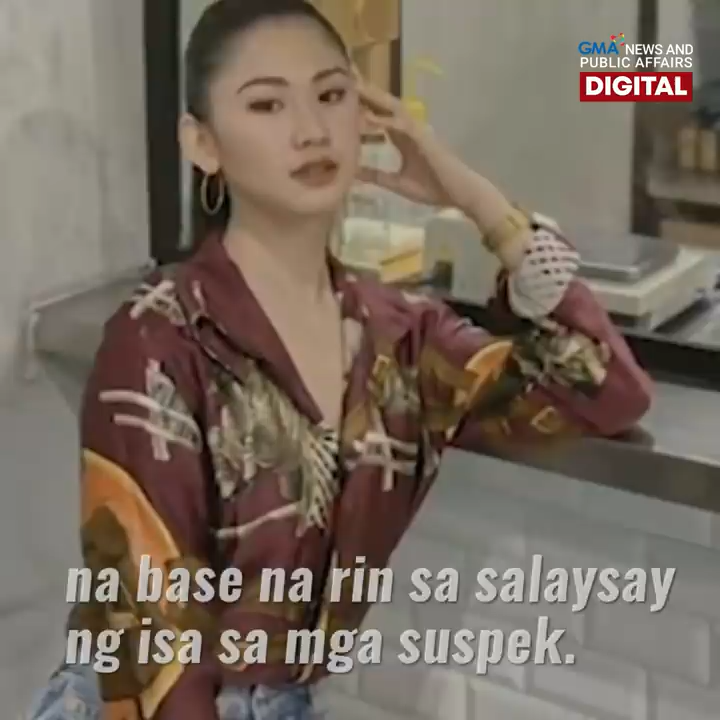 GMA NEWS AND
PUBLIC AFFAIRS
DIGITAL
na base na rin sa salaysay
ng isa sa mga suspek.